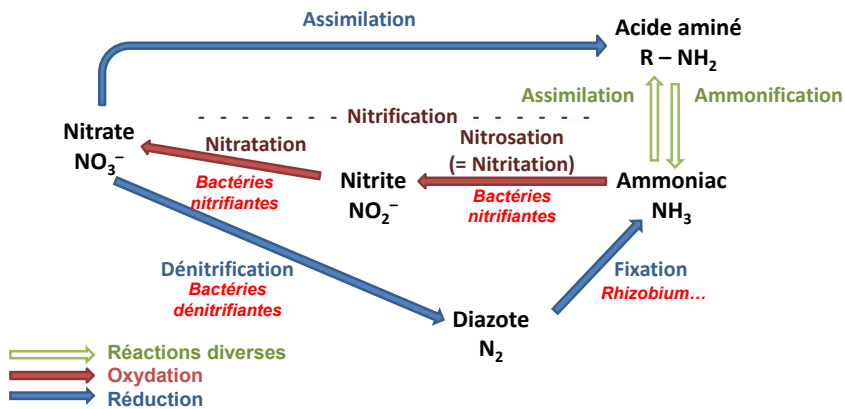 Assimilation
Acide aminé
R – NH₂
Assimilation
Ammonification
- - - - - - Nitrification - - - - - -
Nitrate
NO₃⁻
Nitratation
Bactéries
nitrifiantes
Nitrosation
(= Nitritation)
Bactéries
nitrifiantes
Nitrite
NO₂⁻
Ammoniac
NH₃
Dénitrification
Bactéries
dénitrifiantes
Fixation
Rhizobium…
Diazote
N₂
Réactions diverses
Oxydation
Réduction